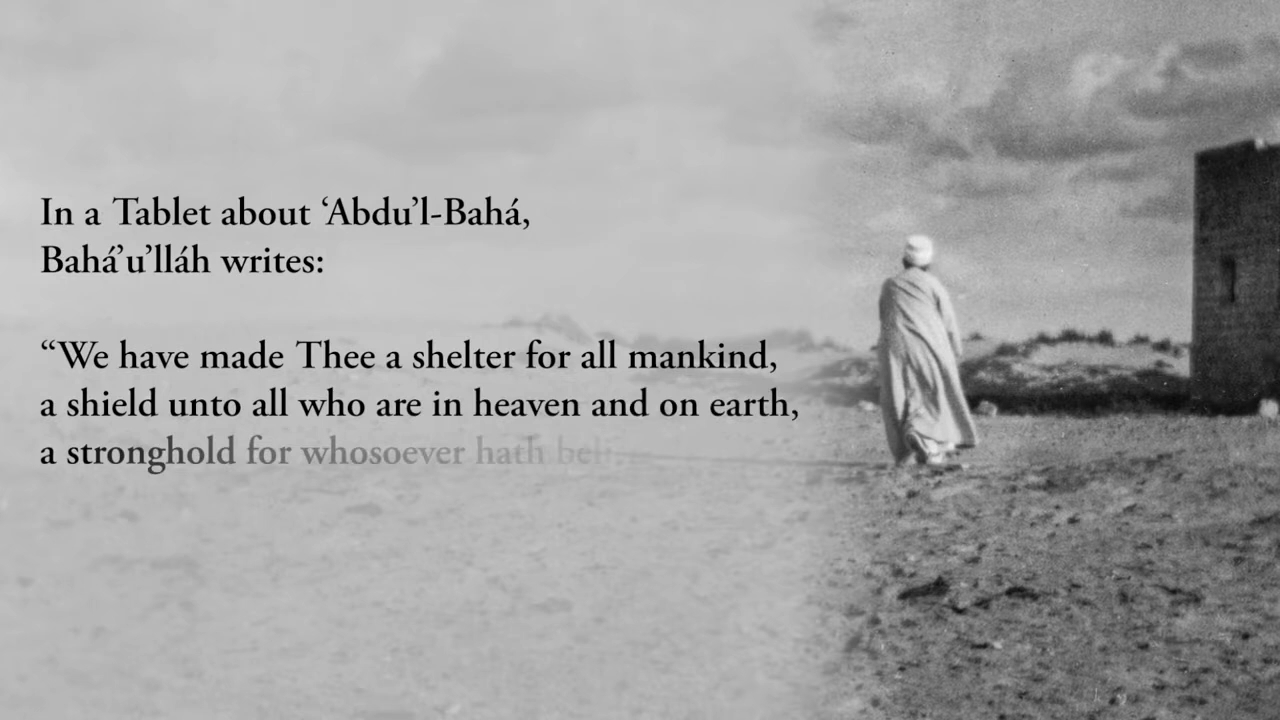 In a Tablet about ‘Abdu’l-Bahá,
Bahá’u’lláh writes:
“We have made Thee a shelter for all mankind,
a shield unto all who are in heaven and on earth,
a stronghold for whosoever hath